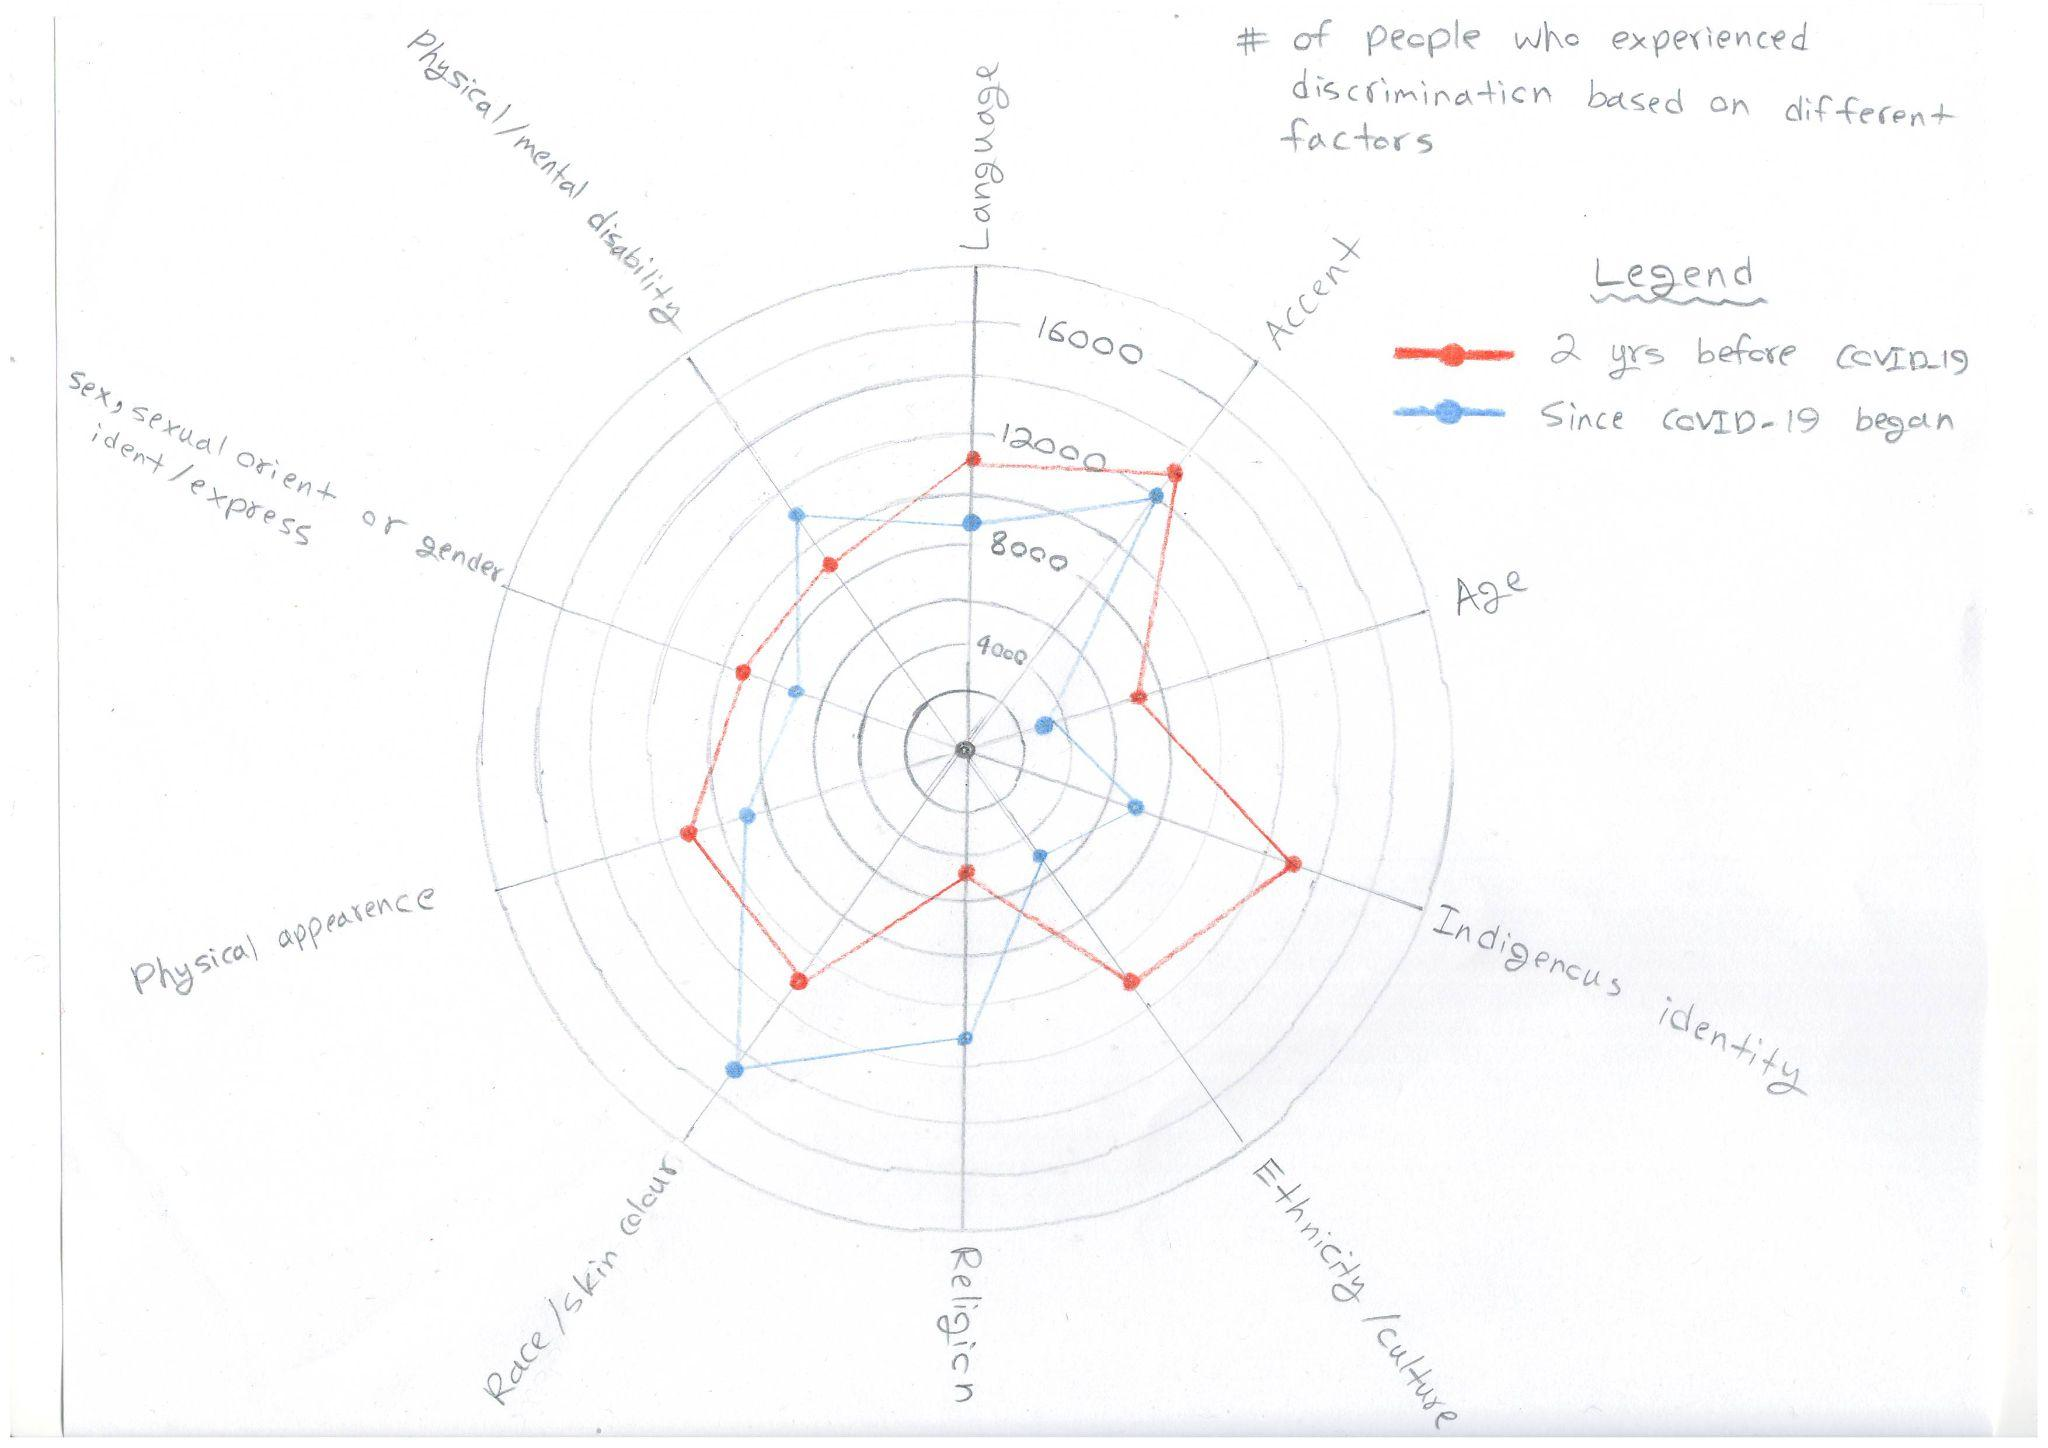 # of people who experienced
discrimination based on different
factors
Legend
2 yrs before COVID-19
Since COVID-19 began
Language
Accent
Age
Indigenous identity
Ethnicity/culture
Religion
Race/skin colour
Physical appearence
sex, sexual orient or gender
ident/express
Physical/mental disability
16000
12000
8000
4000